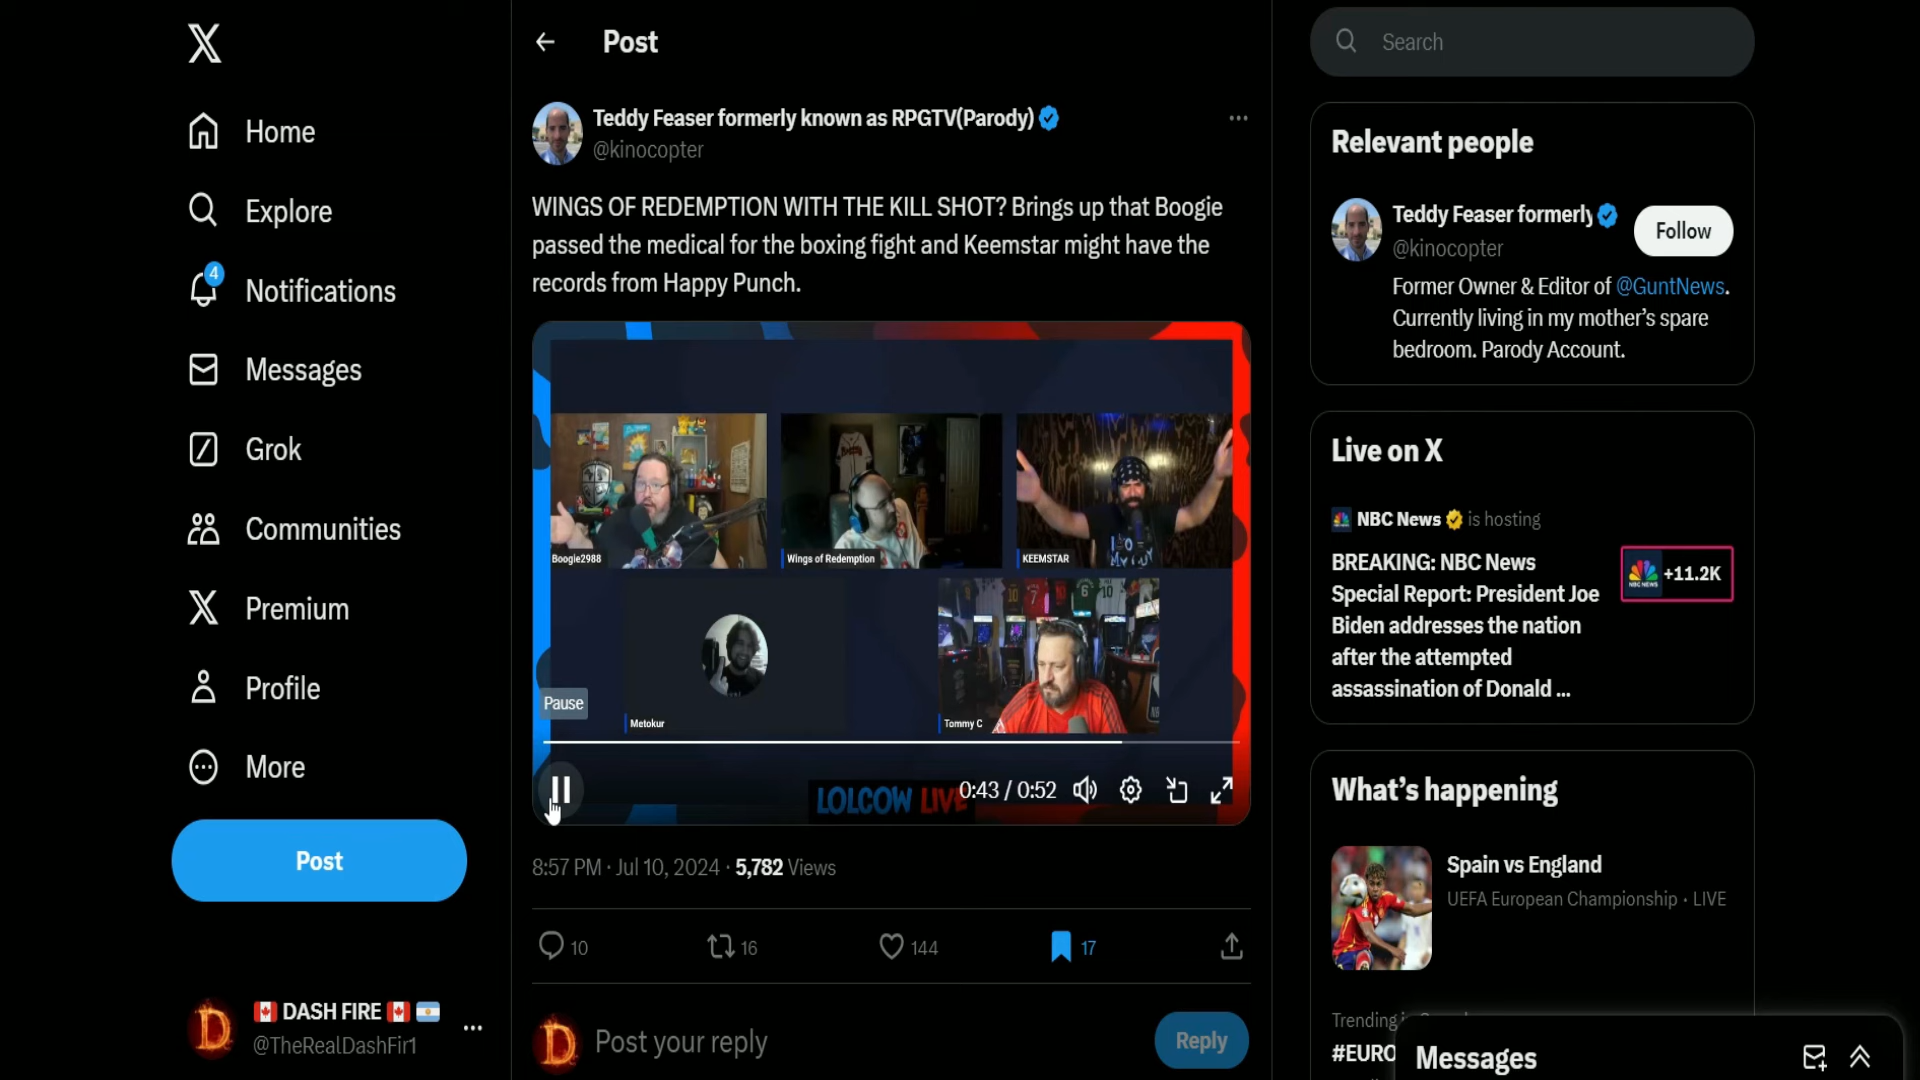 Home
Explore
4
Notifications
Messages
Grok
Communities
Premium
Profile
More
Post
DASH FIRE
@TheRealDashFir1
Post
Teddy Feaser formerly known as RPGTV(Parody)
@kinocopter
WINGS OF REDEMPTION WITH THE KILL SHOT? Brings up that Boogie
passed the medical for the boxing fight and Keemstar might have the
records from Happy Punch.
Boogie2988
Wings of Redemption
KEEMSTAR
Metokur
Tommy C
Pause
LOLCOW LIVE
0:43 / 0:52
8:57 PM · Jul 10, 2024 · 5,782 Views
10
16
144
17
Post your reply
Reply
Search
Relevant people
Teddy Feaser formerly
@kinocopter
Follow
Former Owner & Editor of @GuntNews.
Currently living in my mother's spare
bedroom. Parody Account.
Live on X
NBC News is hosting
BREAKING: NBC News
Special Report: President Joe
Biden addresses the nation
after the attempted
assassination of Donald ...
NBC NEWS
+11.2K
What's happening
Spain vs England
UEFA European Championship · LIVE
Trending
#EURO
Messages